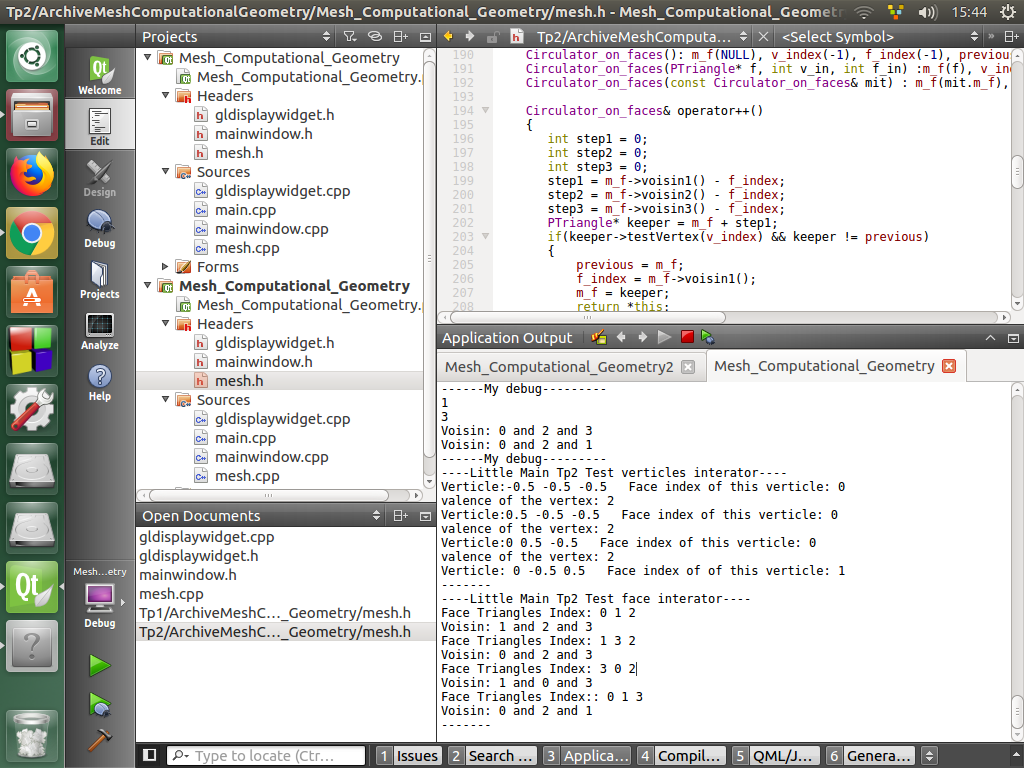 Tp2/ArchiveMeshComputationalGeometry/Mesh_Computational_Geometry/mesh.h - Mesh_Computational_Geometr
15:44
Welcome
Edit
Design
Debug
Projects
Analyze
Help
Mesh...etry
Debug
Projects
Mesh_Computational_Geometry
Mesh_Computational_Geometry.
Headers
gldisplaywidget.h
mainwindow.h
mesh.h
Sources
gldisplaywidget.cpp
main.cpp
mainwindow.cpp
mesh.cpp
Forms
Mesh_Computational_Geometry
Mesh_Computational_Geometry.
Headers
gldisplaywidget.h
mainwindow.h
mesh.h
Sources
gldisplaywidget.cpp
main.cpp
mainwindow.cpp
mesh.cpp
Open Documents
gldisplaywidget.cpp
gldisplaywidget.h
mainwindow.h
mesh.cpp
Tp1/ArchiveMeshC..._Geometry/mesh.h
Tp2/ArchiveMeshC..._Geometry/mesh.h
Tp2/ArchiveMeshComputa...
<Select Symbol>
190 Circulator_on_faces(): m_f(NULL), v_index(-1), f_index(-1), previou
191 Circulator_on_faces(PTriangle* f, int v_in, int f_in) :m_f(f), v_in
192 Circulator_on_faces(const Circulator_on_faces& mit) : m_f(mit.m_f),
193
194 Circulator_on_faces& operator++()
195 {
196 int step1 = 0;
197 int step2 = 0;
198 int step3 = 0;
199 step1 = m_f->voisin1() - f_index;
200 step2 = m_f->voisin2() - f_index;
201 step3 = m_f->voisin3() - f_index;
202 PTriangle* keeper = m_f + step1;
203 if(keeper->testVertex(v_index) && keeper != previous)
204 {
205 previous = m_f;
206 f_index = m_f->voisin1();
207 m_f = keeper;
208 return *this;
Application Output
Mesh_Computational_Geometry2
Mesh_Computational_Geometry
------My debug---------
1
3
Voisin: 0 and 2 and 3
Voisin: 0 and 2 and 1
------My debug---------
----Little Main Tp2 Test verticles interator----
Verticle:-0.5 -0.5 -0.5 Face index of this verticle: 0
valence of the vertex: 2
Verticle:0.5 -0.5 -0.5 Face index of this verticle: 0
valence of the vertex: 2
Verticle:0 0.5 -0.5 Face index of this verticle: 0
valence of the vertex: 2
Verticle: 0 -0.5 0.5 Face index of of this verticle: 1
-------
----Little Main Tp2 Test face interator----
Face Triangles Index: 0 1 2
Voisin: 1 and 2 and 3
Face Triangles Index: 1 3 2
Voisin: 0 and 2 and 3
Face Triangles Index: 3 0 2
Voisin: 1 and 0 and 3
Face Triangles Index:: 0 1 3
Voisin: 0 and 2 and 1
-------
Type to locate (Ctr...
1 Issues
2 Search ...
3 Applica...
4 Compil...
5 QML/J...
6 Genera...